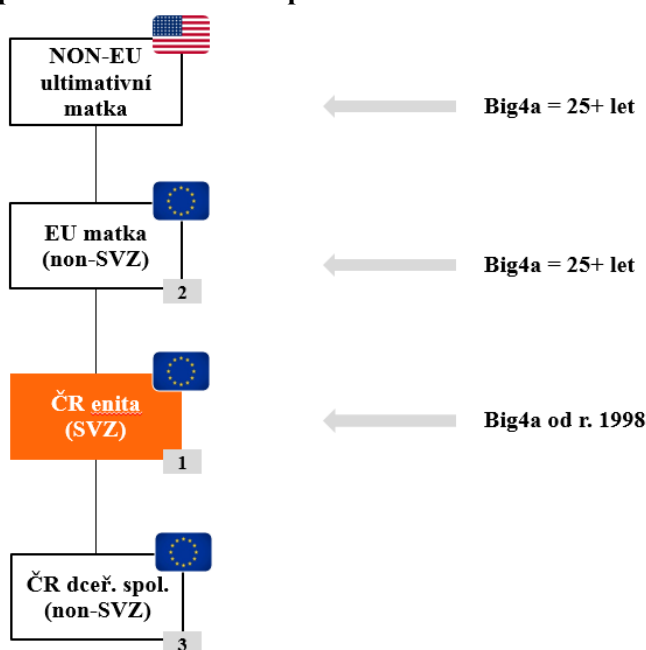 NON-EU
ultimativní
matka
Big4a = 25+ let
EU matka
(non-SVZ)
2
Big4a = 25+ let
ČR enita
(SVZ)
1
Big4a od r. 1998
ČR dceř. spol.
(non-SVZ)
3